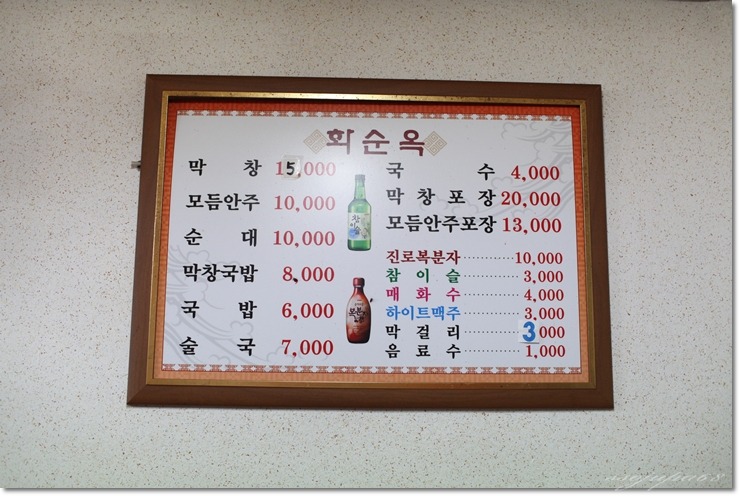 화순옥
막창 15,000
모듬안주 10,000
순대 10,000
막창국밥 8,000
국밥 6,000
술국 7,000
참이슬
국수 4,000
막창포장 20,000
모듬안주포장 13,000
진로복분자 10,000
참이슬 3,000
매화수 4,000
하이트맥주 3,000
막걸리 3,000
음료수 1,000